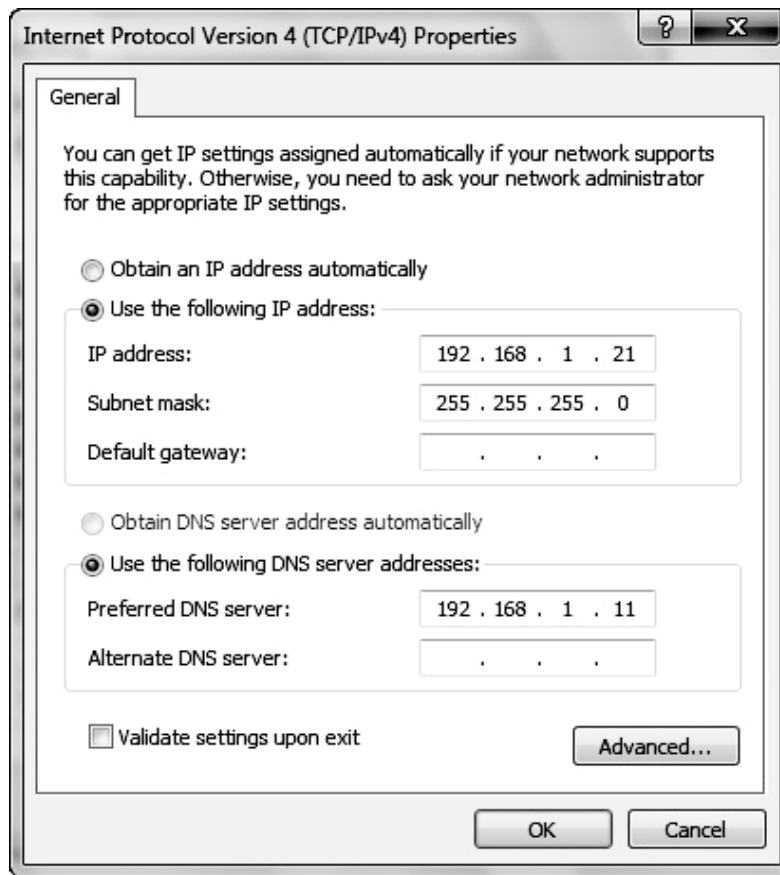 Internet Protocol Version 4 (TCP/IPv4) Properties
? X
General
You can get IP settings assigned automatically if your network supports
this capability. Otherwise, you need to ask your network administrator
for the appropriate IP settings.
Obtain an IP address automatically
Use the following IP address:
IP address: 192 . 168 . 1 . 21
Subnet mask: 255 . 255 . 255 . 0
Default gateway: . . .
Obtain DNS server address automatically
Use the following DNS server addresses:
Preferred DNS server: 192 . 168 . 1 . 11
Alternate DNS server: . . .
Validate settings upon exit
Advanced...
OK Cancel